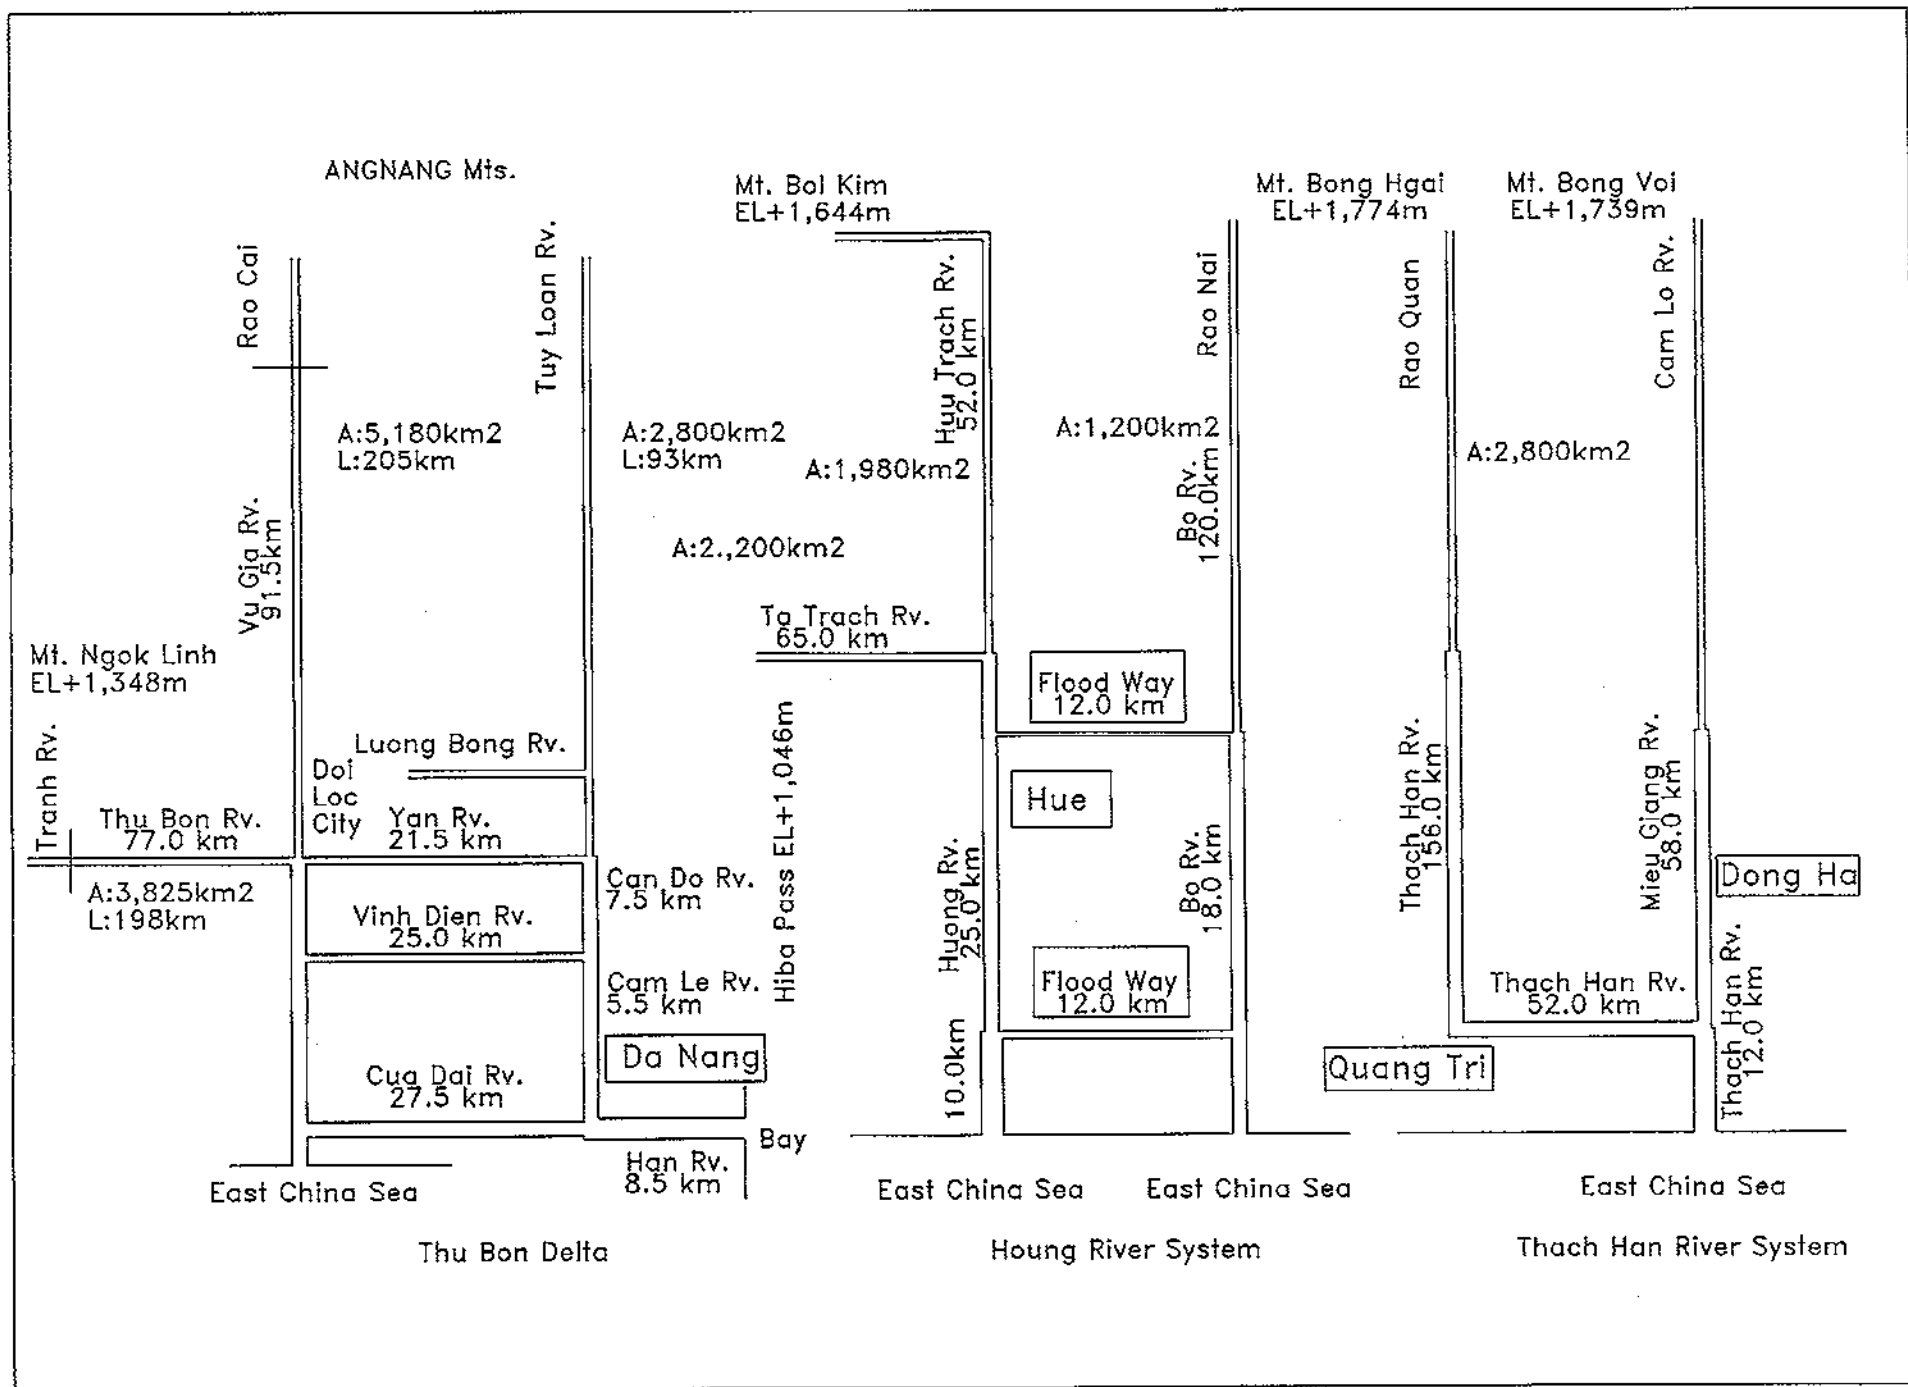 ANGNANG Mts.
Mt. Bol Kim
EL+1,644m
Mt. Bong Hgai
EL+1,774m
Mt. Bong Voi
EL+1,739m
Rao Cai
Tuy Loan Rv.
Huu Trach Rv.
52.0 km
Rao Nai
Rao Quan
Cam Lo Rv.
A:5,180km2
L:205km
A:2,800km2
L:93km
A:1,980km2
A:1,200km2
A:2,800km2
Vu Gia Rv.
91.5km
A:2.,200km2
Bo Rv.
120.0km
Ta Trach Rv.
65.0 km
Mt. Ngok Linh
EL+1,348m
Flood Way
12.0 km
Tranh Rv.
Luong Bong Rv.
Doi
Loc
City
Hiba Pass EL+1,046m
Hue
Thu Bon Rv.
77.0 km
Yan Rv.
21.5 km
Thach Han Rv.
156.0 km
Mieu Giang Rv.
58.0 km
A:3,825km2
L:198km
Can Do Rv.
7.5 km
Dong Ha
Vinh Dien Rv.
25.0 km
Huong Rv.
25.0 km
Bo Rv.
18.0 km
Cam Le Rv.
5.5 km
Flood Way
12.0 km
Thach Han Rv.
52.0 km
Thach Han Rv.
12.0 km
Da Nang
Cua Dai Rv.
27.5 km
10.0km
Quang Tri
Bay
Han Rv.
8.5 km
East China Sea
East China Sea
East China Sea
East China Sea
Thu Bon Delta
Houng River System
Thach Han River System